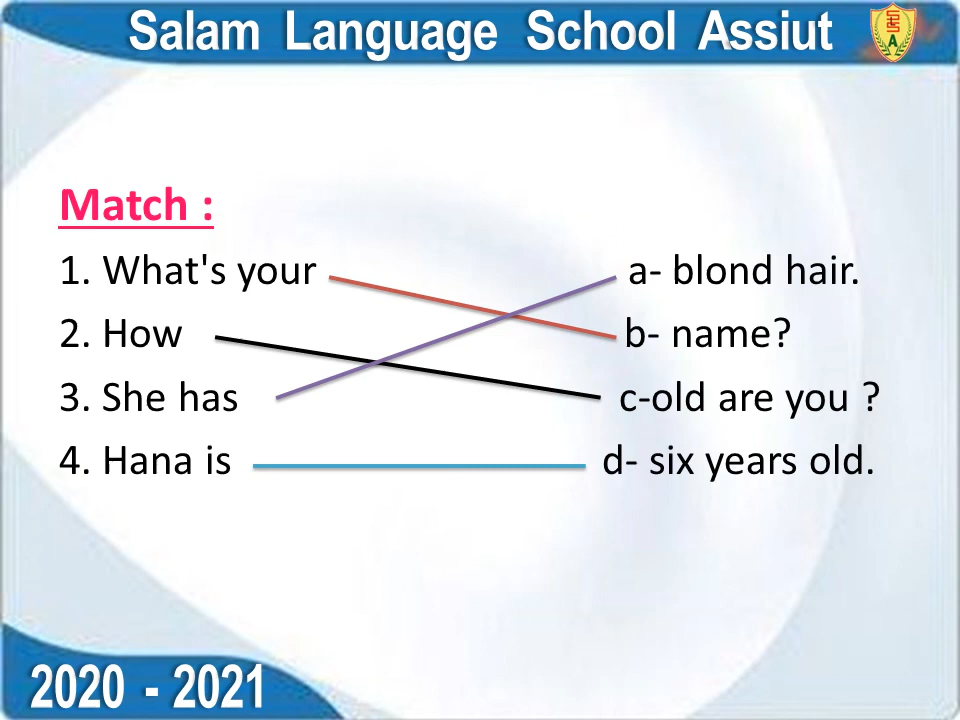 Salam Language School Assiut
Match :
1. What's your a- blond hair.
2. How b- name?
3. She has c-old are you ?
4. Hana is d- six years old.
2020 - 2021